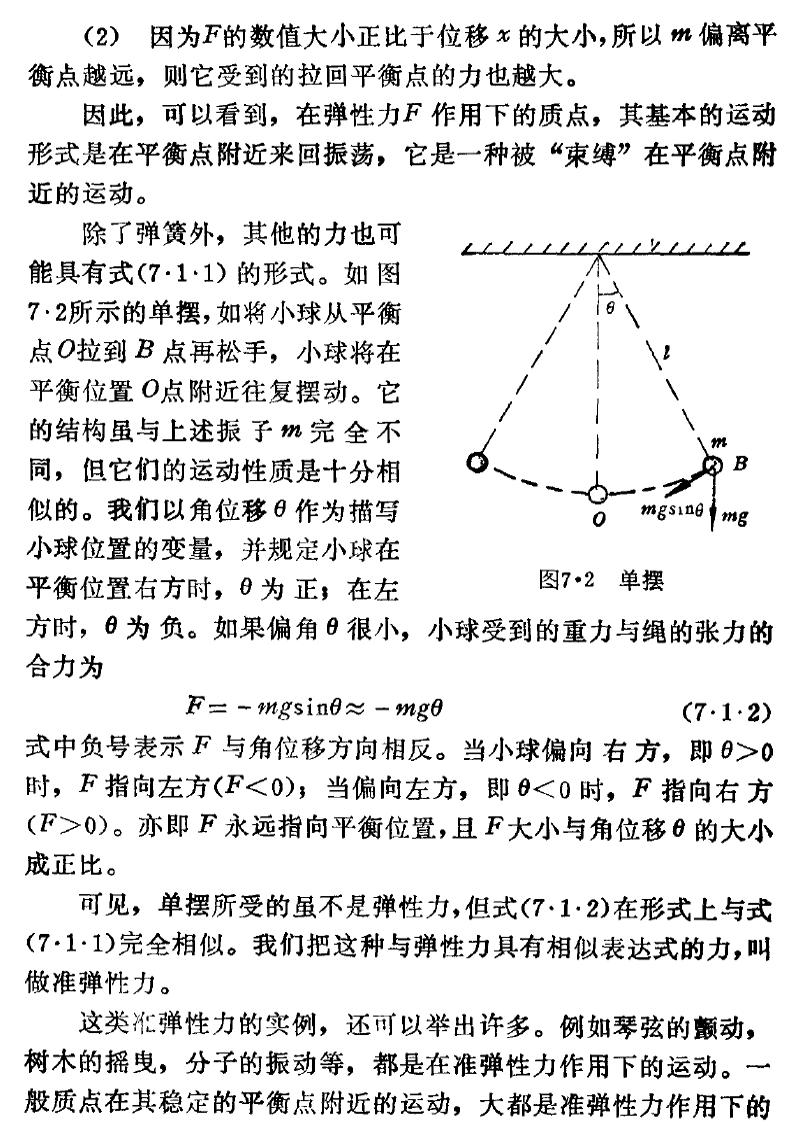 (2) 因为F的数值大小正比于位移 x 的大小,所以 m 偏离平
衡点越远，则它受到的拉回平衡点的力也越大。
因此，可以看到，在弹性力F 作用下的质点，其基本的运动
形式是在平衡点附近来回振荡，它是一种被“束缚”在平衡点附
近的运动。
除了弹簧外，其他的力也可
能具有式(7·1·1) 的形式。如 图
7·2所示的单摆,如将小球从平衡
点O拉到 B 点再松手，小球将在
平衡位置 O点附近往复摆动。它
的结构虽与上述振 子 m 完 全 不
同，但它们的运动性质是十分相
似的。我们以角位移 θ 作为描写
小球位置的变量，并规定小球在
平衡位置右方时，θ 为 正；在左
方时，θ 为 负。如果偏角 θ 很小，小球受到的重力与绳的张力的
合力为
θ
l
m
B
O
mgsinθ
mg
图7·2 单摆
F = －mgsinθ ≈ －mgθ (7·1·2)
式中负号表示 F 与角位移方向相反。当小球偏向 右 方，即 θ>0
时，F 指向左方(F<0)；当偏向左方，即 θ<0 时，F 指向右 方
(F>0)。亦即 F 永远指向平衡位置,且 F大小与角位移 θ 的大小
成正比。
可见，单摆所受的虽不是弹性力,但式(7·1·2)在形式上与式
(7·1·1)完全相似。我们把这种与弹性力具有相似表达式的力,叫
做准弹性力。
这类准弹性力的实例，还可以举出许多。例如琴弦的颤动，
树木的摇曳，分子的振动等，都是在准弹性力作用下的运动。一
般质点在其稳定的平衡点附近的运动，大都是准弹性力作用下的